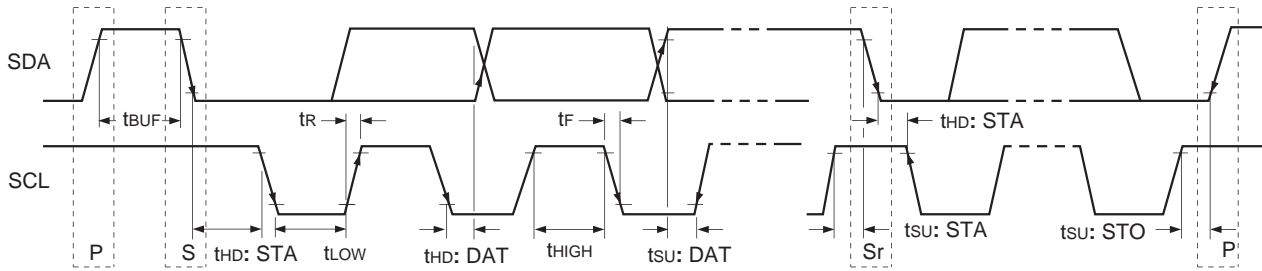 SDA
tBUF
tR
tF
tHD: STA
SCL
P
S
tHD: STA
tLOW
tHD: DAT
tHIGH
tSU: DAT
Sr
tSU: STA
tSU: STO
P